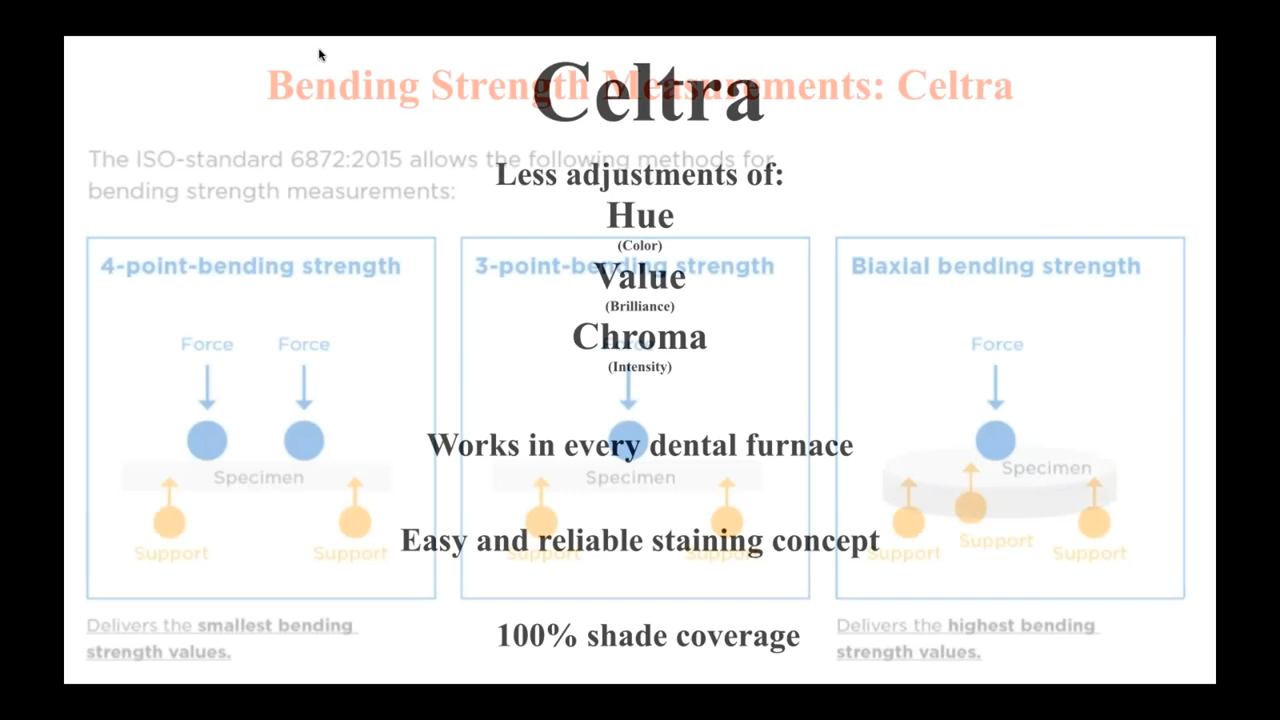 Bending Strength Measurements: Celtra
Celtra
The ISO-standard 6872:2015 allows the following methods for
bending strength measurements:
Less adjustments of:
Hue
(Color)
Value
(Brilliance)
Chroma
(Intensity)
Works in every dental furnace
Easy and reliable staining concept
100% shade coverage
4-point-bending strength
Force Force
Specimen
Support Support
Delivers the smallest bending
strength values.
3-point-bending strength
Force
Specimen
Support Support
Biaxial bending strength
Force
Specimen
Support Support Support
Delivers the highest bending
strength values.